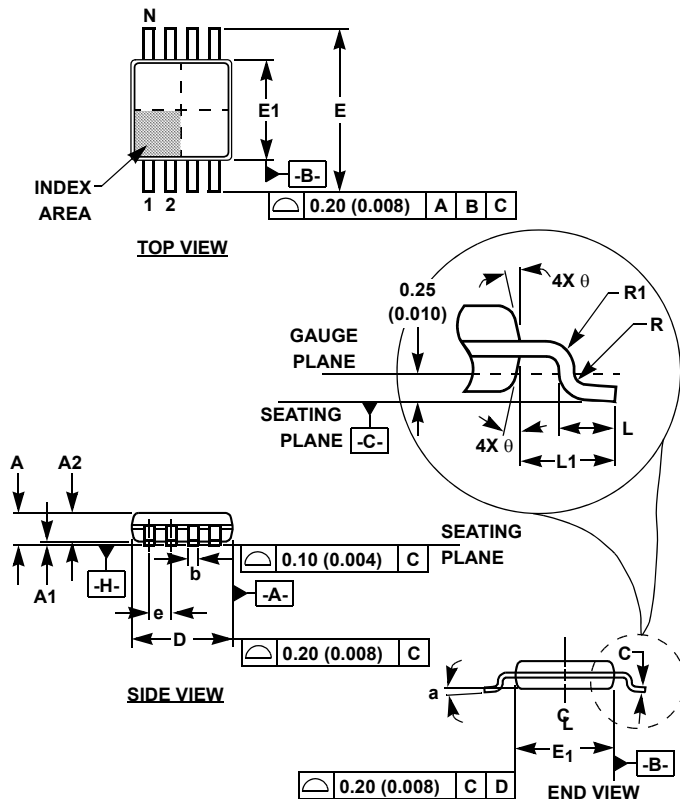 N
E1
E
-B-
INDEX
AREA
1 2
0.20 (0.008) A B C
TOP VIEW
0.25
(0.010)
4X θ
R1
R
GAUGE
PLANE
SEATING
PLANE
-C-
4X θ
L
L1
A A2
SEATING
PLANE
A1
-H-
b
0.10 (0.004) C
-A-
e
D
0.20 (0.008) C
SIDE VIEW
a
C
CL
E1
-B-
0.20 (0.008) C D
END VIEW